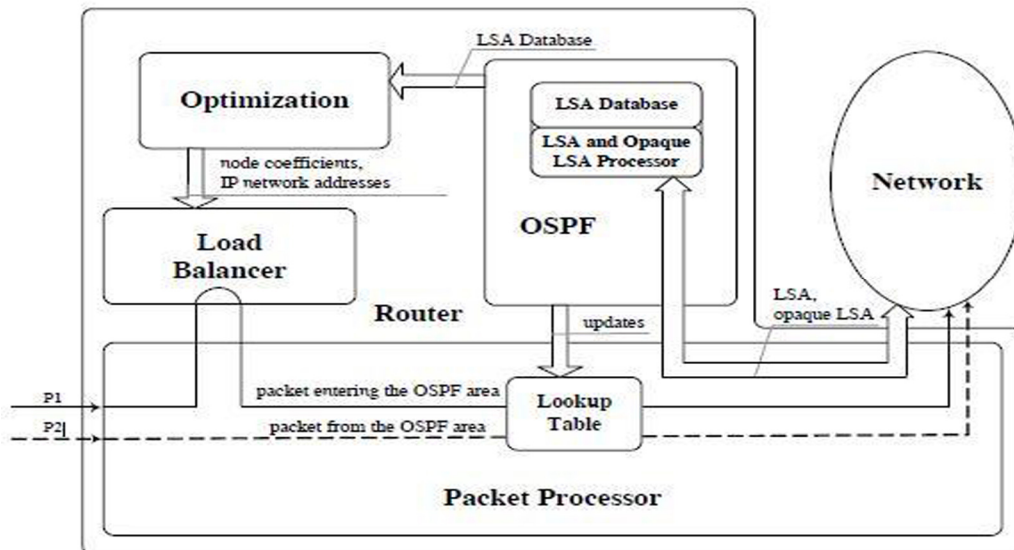 LSA Database
Optimization
LSA Database
LSA and Opaque
LSA Processor
node coefficients,
IP network addresses
Network
OSPF
Load
Balancer
LSA,
opaque LSA
Router
updates
P1
packet entering the OSPF area
Lookup
Table
P2|
packet from the OSPF area
Packet Processor